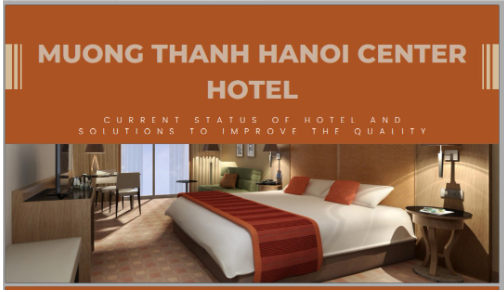 MUONG THANH HANOI CENTER
HOTEL
CURRENT STATUS OF HOTEL AND
SOLUTIONS TO IMPROVE THE QUALITY